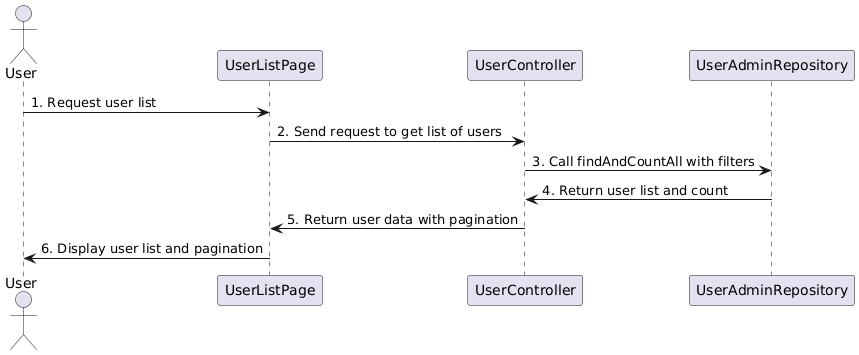 User
UserListPage
UserController
UserAdminRepository
1. Request user list
2. Send request to get list of users
3. Call findAndCountAll with filters
4. Return user list and count
5. Return user data with pagination
6. Display user list and pagination
User
UserListPage
UserController
UserAdminRepository